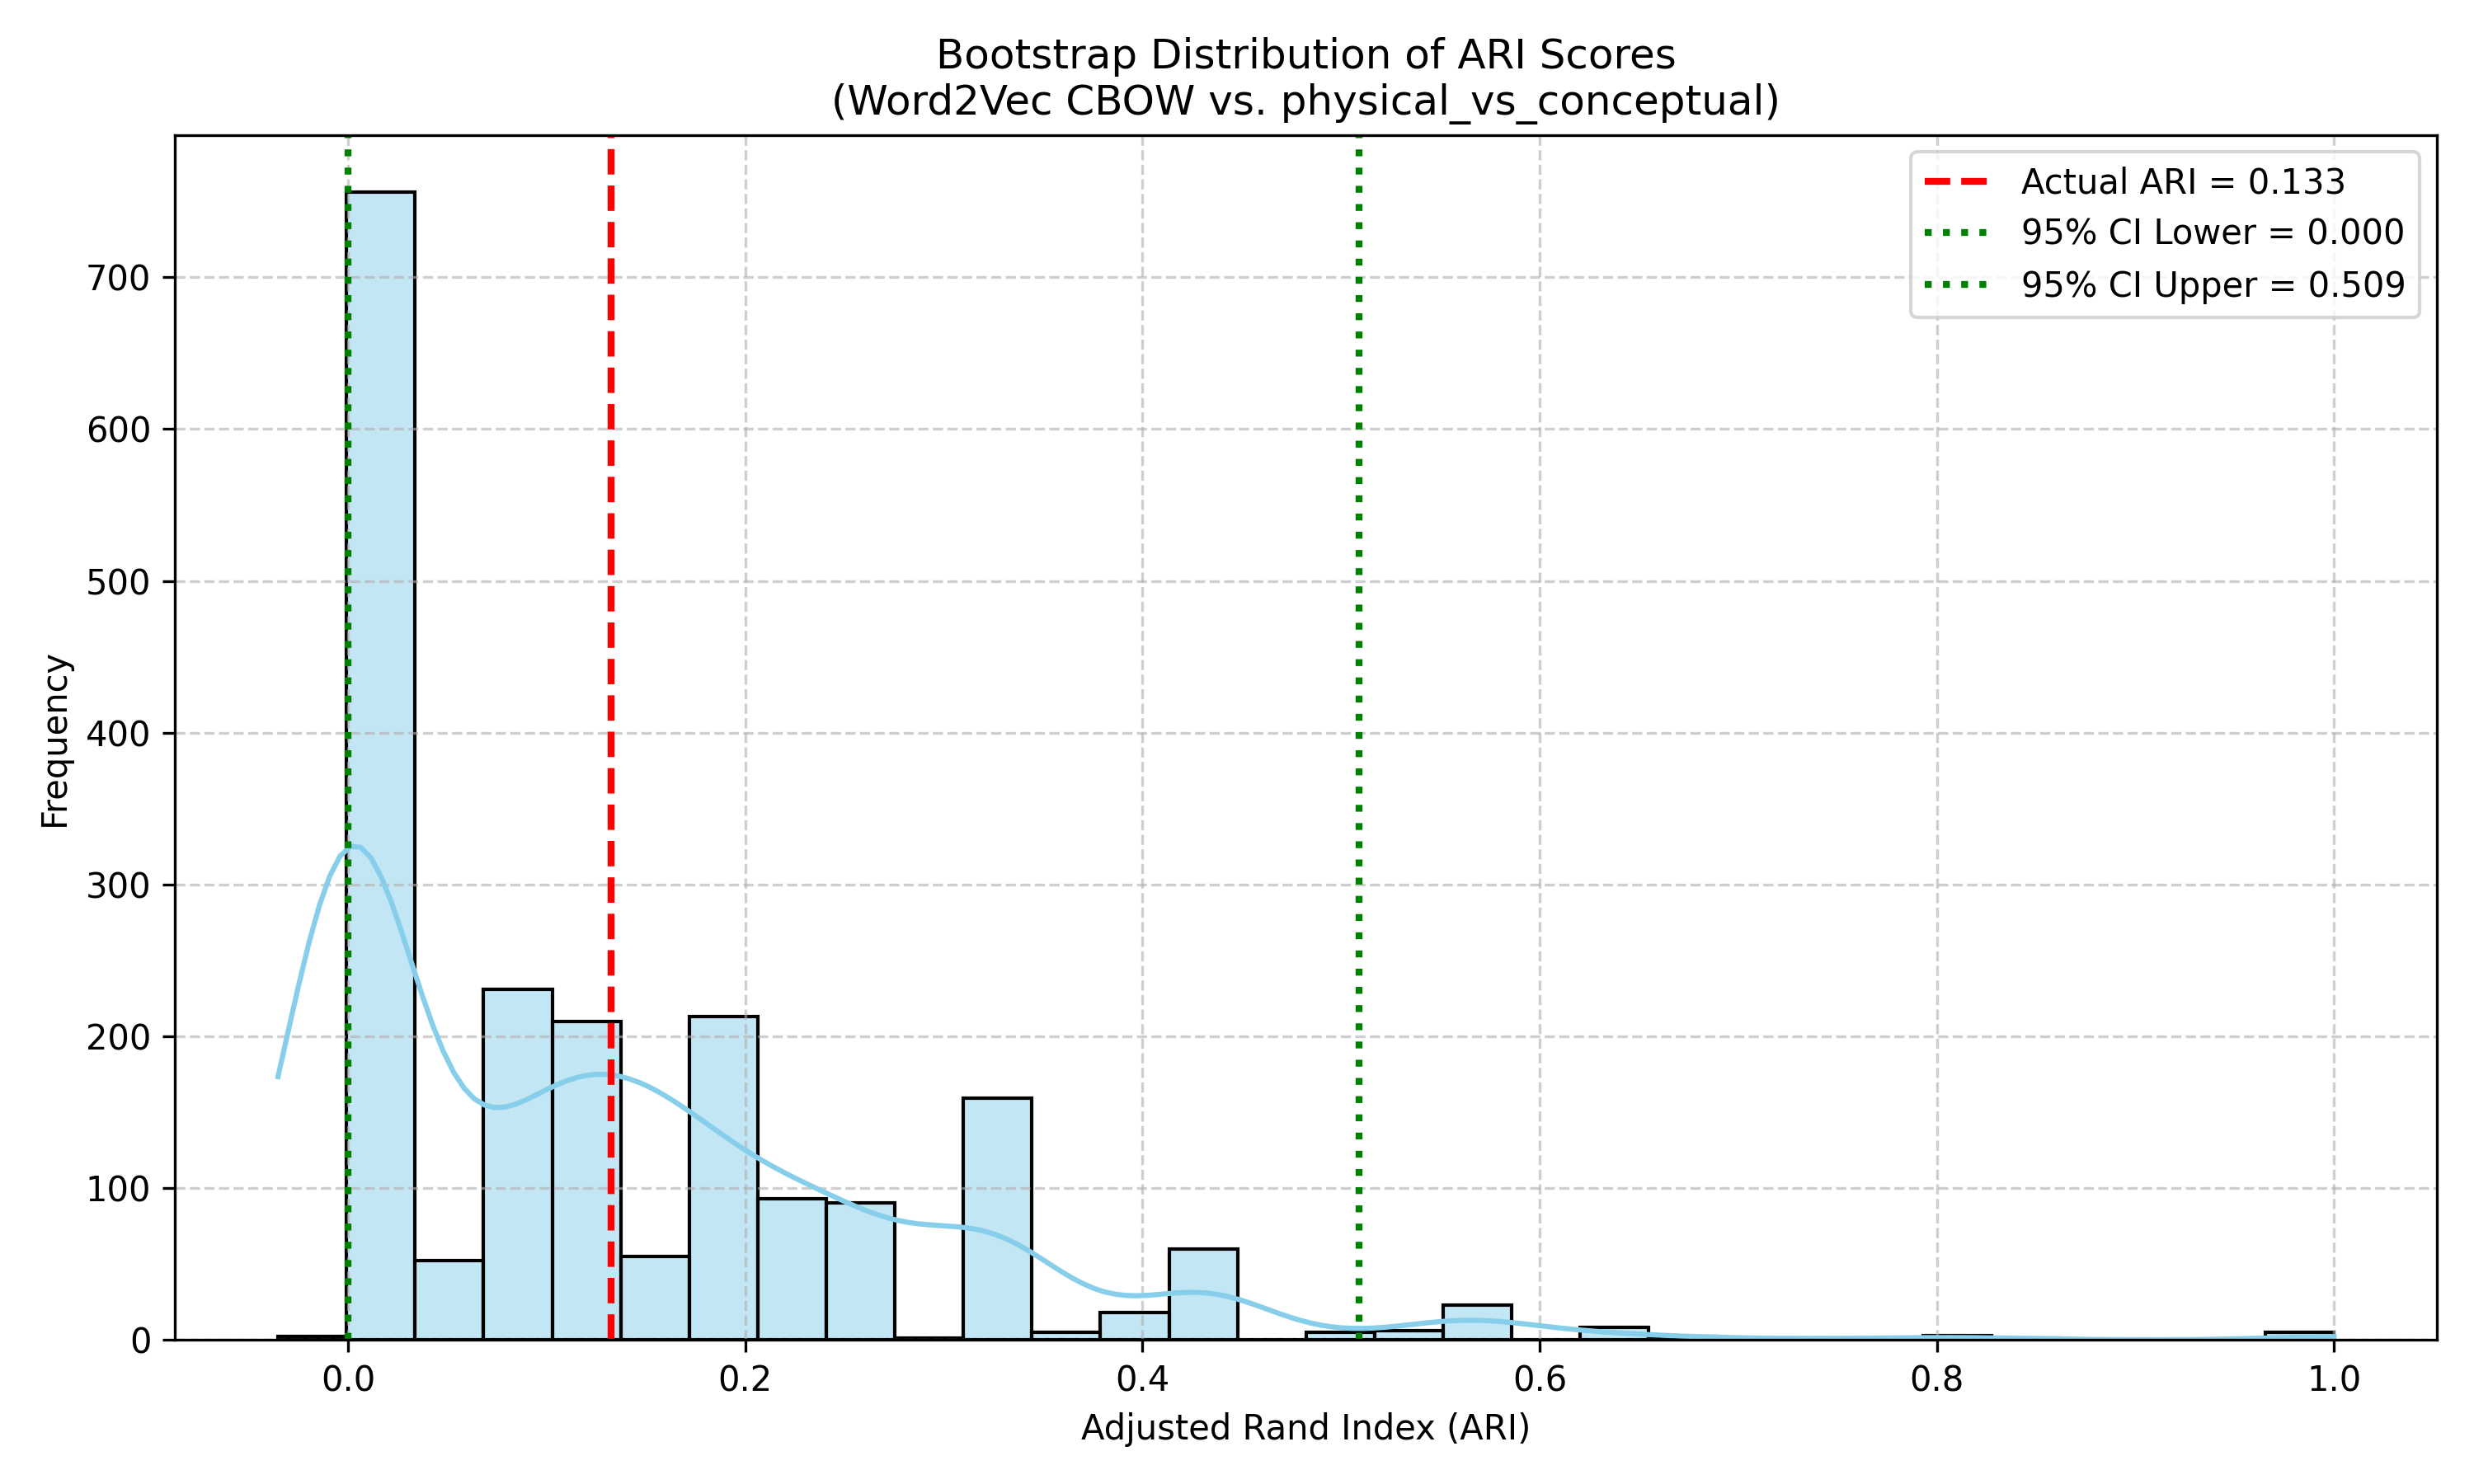 Bootstrap Distribution of ARI Scores
(Word2Vec CBOW vs. physical_vs_conceptual)
Actual ARI = 0.133
95% CI Lower = 0.000
95% CI Upper = 0.509
Frequency
700
600
500
400
300
200
100
0
0.0 0.2 0.4 0.6 0.8 1.0
Adjusted Rand Index (ARI)